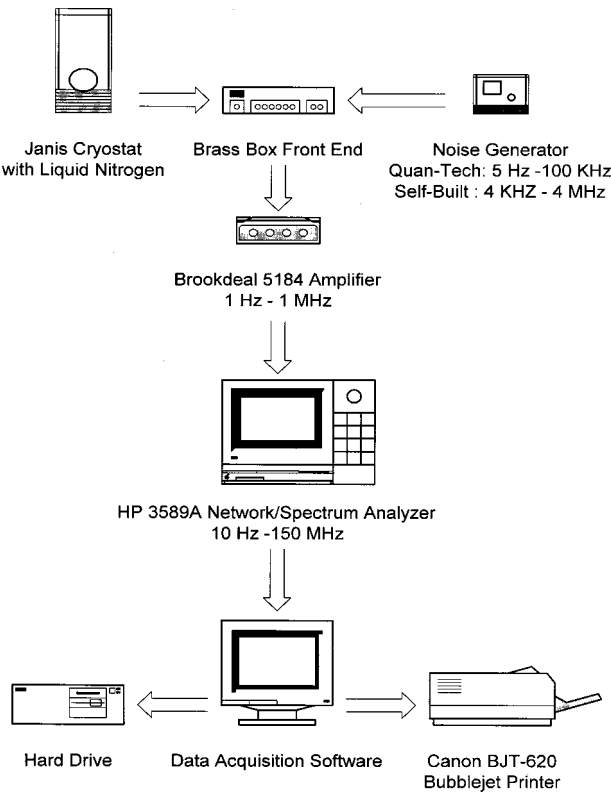 Janis Cryostat
with Liquid Nitrogen
Brass Box Front End
Noise Generator
Quan-Tech: 5 Hz -100 KHz
Self-Built : 4 KHZ - 4 MHz
Brookdeal 5184 Amplifier
1 Hz - 1 MHz
HP 3589A Network/Spectrum Analyzer
10 Hz -150 MHz
Hard Drive
Data Acquisition Software
Canon BJT-620
Bubblejet Printer